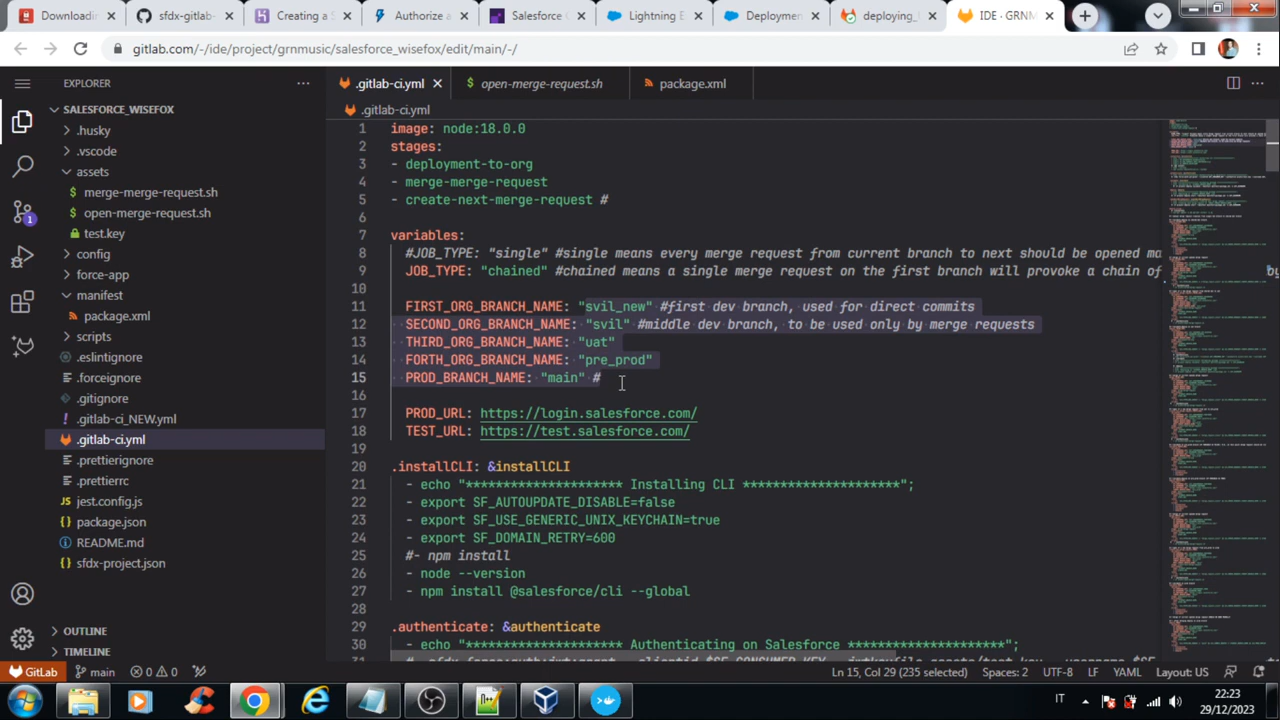 Downloadin
sfdx-gitlab-
Creating a S
Authorize a
Salesforce C
Lightning E
Deploymen
deploying_
IDE · GRNM
gitlab.com/-/ide/project/grnmusic/salesforce_wisefox/edit/main/-/
EXPLORER
.gitlab-ci.yml
open-merge-request.sh
package.xml
SALESFORCE_WISEFOX
.husky
.vscode
assets
merge-merge-request.sh
open-merge-request.sh
test.key
config
force-app
manifest
package.xml
scripts
.eslintignore
.forceignore
.gitignore
.gitlab-ci_NEW.yml
.gitlab-ci.yml
.prettierignore
.prettierrc
jest.config.js
package.json
README.md
sfdx-project.json
OUTLINE
TIMELINE
.gitlab-ci.yml
1 image: node:18.0.0
2 stages:
3 - deployment-to-org
4 - merge-merge-request
5 - create-next-merge-request #
6
7 variables:
8 #JOB_TYPE: "single" #single means every merge request from current branch to next should be opened ma
9 JOB_TYPE: "chained" #chained means a single merge request on the first branch will provoke a chain of
10
11 FIRST_ORG_BRANCH_NAME: "svil_new" #first dev branch, used for direct commits
12 SECOND_ORG_BRANCH_NAME: "svil" #middle dev branch, to be used only by merge requests
13 THIRD_ORG_BRANCH_NAME: "uat"
14 FORTH_ORG_BRANCH_NAME: "pre_prod"
15 PROD_BRANCH_NAME: "main" #
16
17 PROD_URL: https://login.salesforce.com/
18 TEST_URL: https://test.salesforce.com/
19
20 .installCLI: &installCLI
21 - echo "********************* Installing CLI *********************";
22 - export SF_AUTOUPDATE_DISABLE=false
23 - export SF_USE_GENERIC_UNIX_KEYCHAIN=true
24 - export SF_DOMAIN_RETRY=600
25 #- npm install
26 - node --version
27 - npm install @salesforce/cli --global
28
29 authenticate: &authenticate
30 - echo "********************* Authenticating to Salesforce *********************";
31
GitLab
main
0
0
Ln 15, Col 29 (235 selected)
Spaces: 2
UTF-8
LF
YAML
Layout: US
1
IT
22:23
29/12/2023